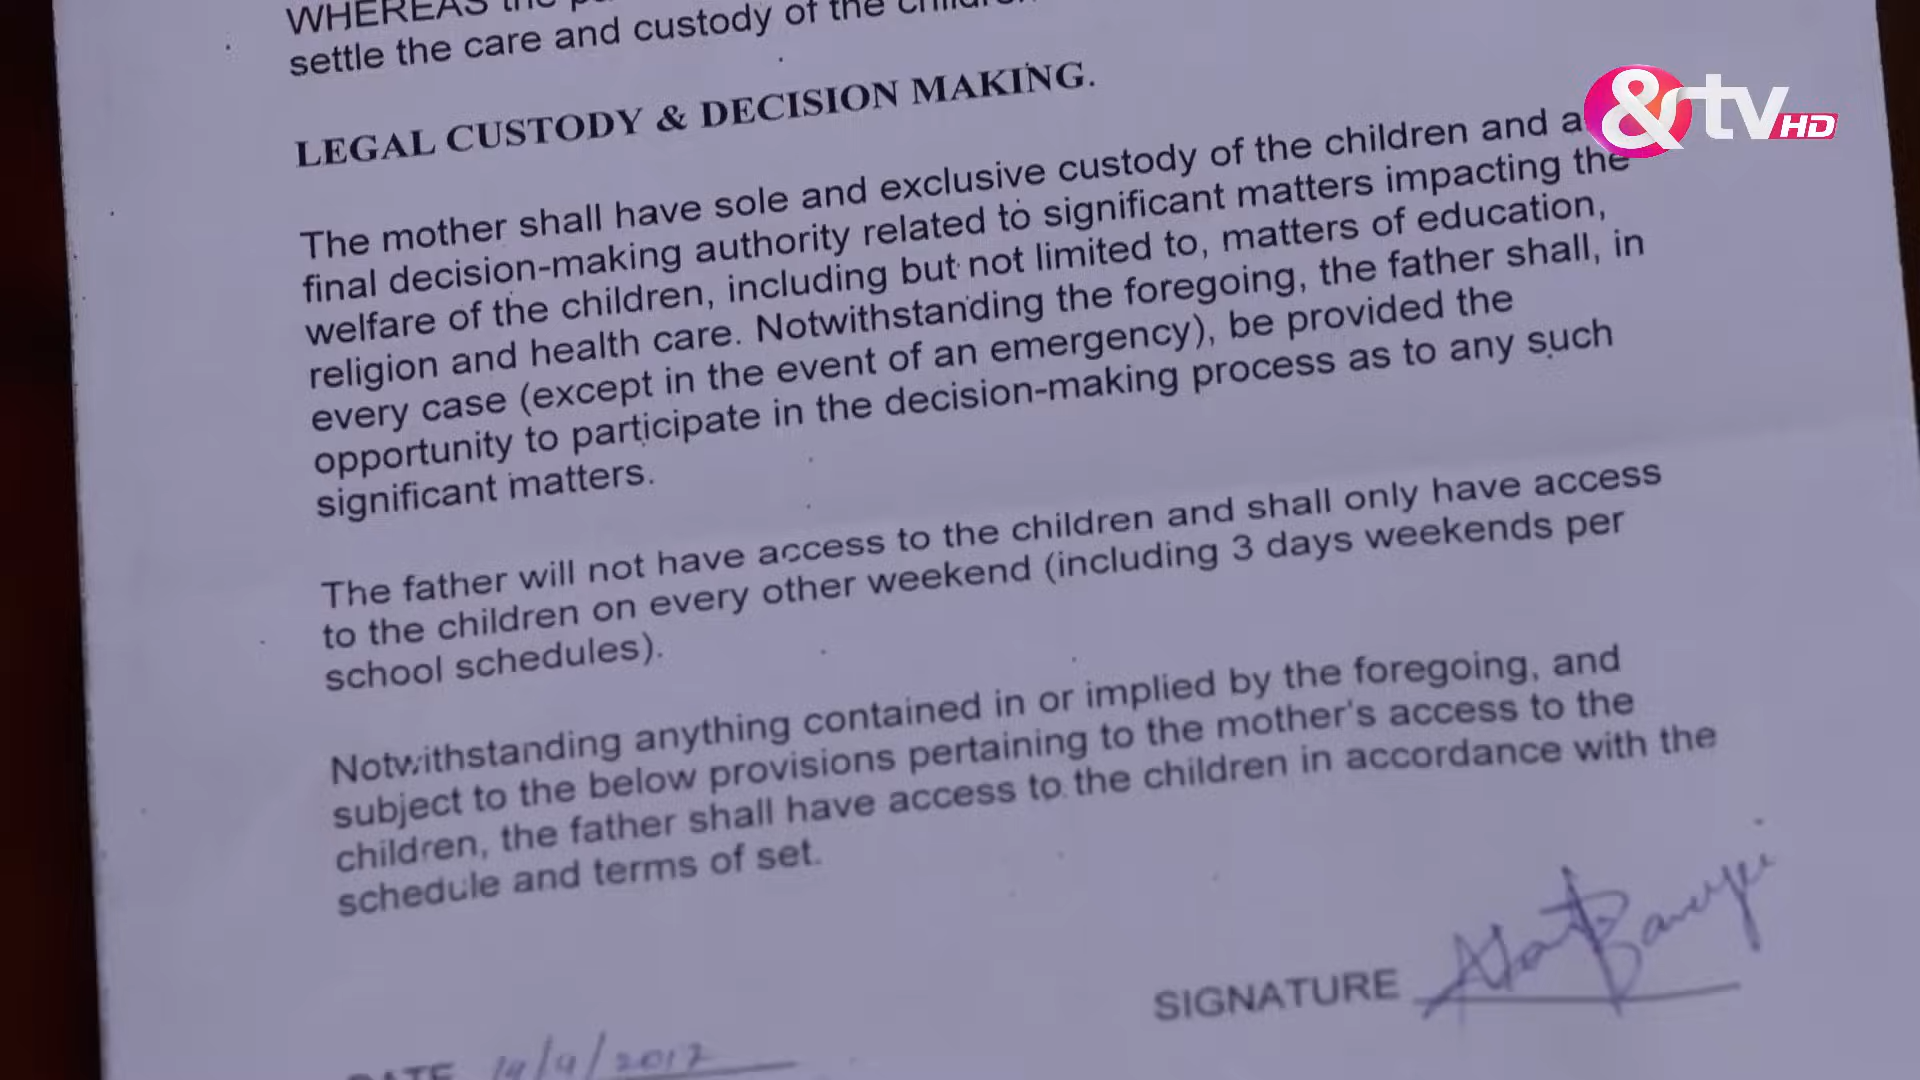 WHEREAS the
settle the care and custody of the children
LEGAL CUSTODY & DECISION MAKING.
The mother shall have sole and exclusive custody of the children and
final decision-making authority related to significant matters impacting the
welfare of the children, including but not limited to, matters of education,
religion and health care. Notwithstanding the foregoing, the father shall, in
every case (except in the event of an emergency), be provided the
opportunity to participate in the decision-making process as to any such
significant matters.
The father will not have access to the children and shall only have access
to the children on every other weekend (including 3 days weekends per
school schedules).
Notwithstanding anything contained in or implied by the foregoing, and
subject to the below provisions pertaining to the mother's access to the
children, the father shall have access to the children in accordance with the
schedule and terms of set.
SIGNATURE
DATE 14/4/2017
&tv HD